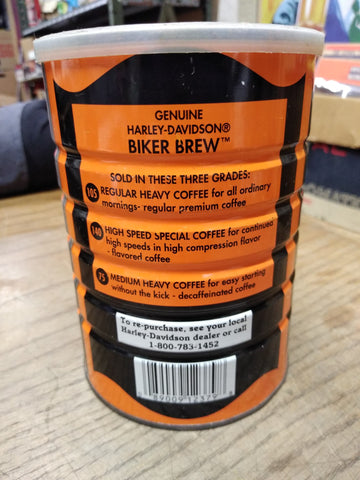 GENUINE
HARLEY-DAVIDSON®
BIKER BREW™
SOLD IN THESE THREE GRADES:
105 REGULAR HEAVY COFFEE for all ordinary
mornings- regular premium coffee
140 HIGH SPEED SPECIAL COFFEE for continued
high speeds in high compression flavor
- flavored coffee
75 MEDIUM HEAVY COFFEE for easy starting
without the kick - decaffeinated coffee
To re-purchase, see your local
Harley-Davidson dealer or call
1-800-783-1452
89009 12379